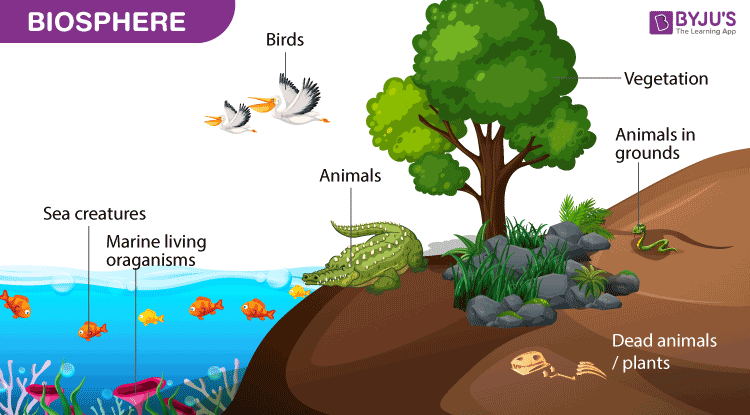 BIOSPHERE
BYJU'S
The Learning App
Birds
Vegetation
Animals in
grounds
Animals
Sea creatures
Marine living
oraganisms
Dead animals
/ plants